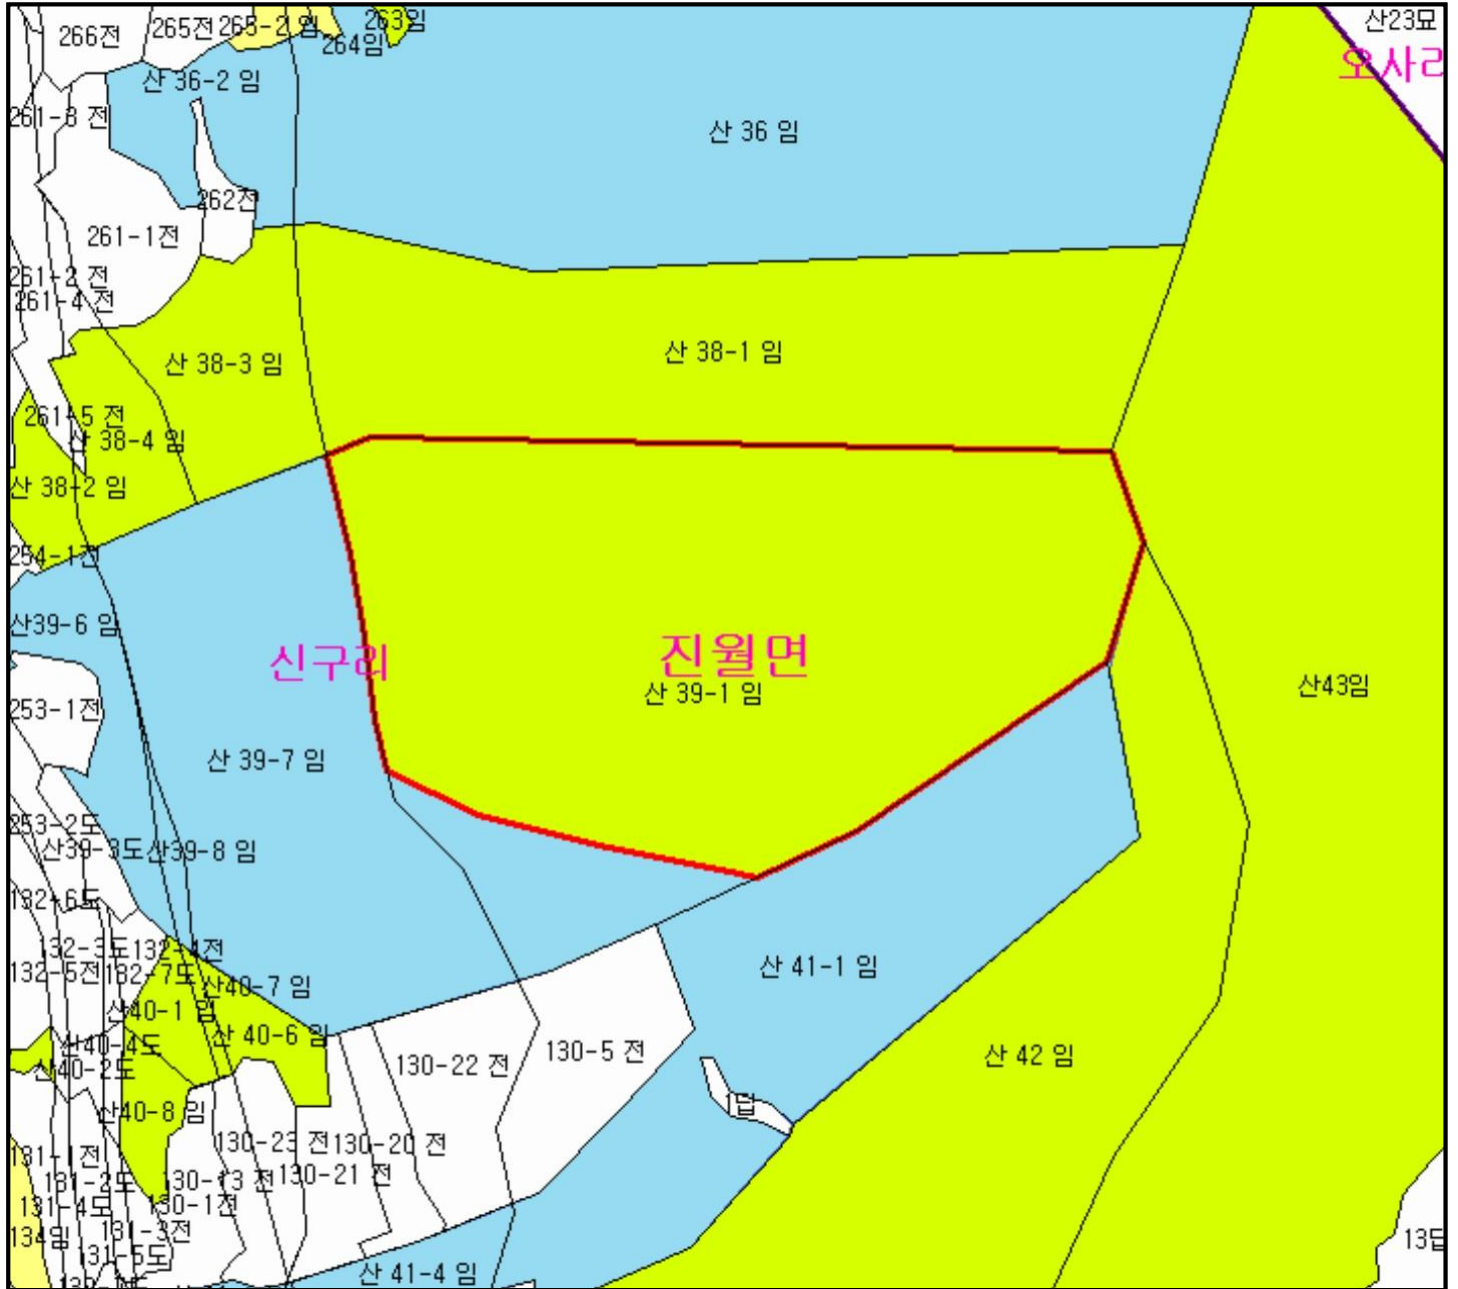 266전
265전
265-2 임
263임
264임
산23묘
오사리
산 36-2 임
261-8 전
산 36 임
262전
261-1전
261-2 전
261-4 전
산 38-3 임
산 38-1 임
261-5 전
산 38-4 임
산 38-2 임
254-1전
산39-6 임
신구리
진월면
산 39-1 임
산43임
253-1전
산 39-7 임
253-2도
산39-3도
산39-8 임
132-6도
132-3도
132-4전
132-5전
132-7도
산40-7 임
산 41-1 임
산40-1 임
산 40-6 임
산40-4도
산40-2도
130-22 전
130-5 전
산 42 임
산40-8 임
1답
130-23 전
130-20 전
131-1전
131-2도
130-13 전
130-21 전
131-4도
130-1전
131-3전
134임
131-5도
13답
산 41-4 임